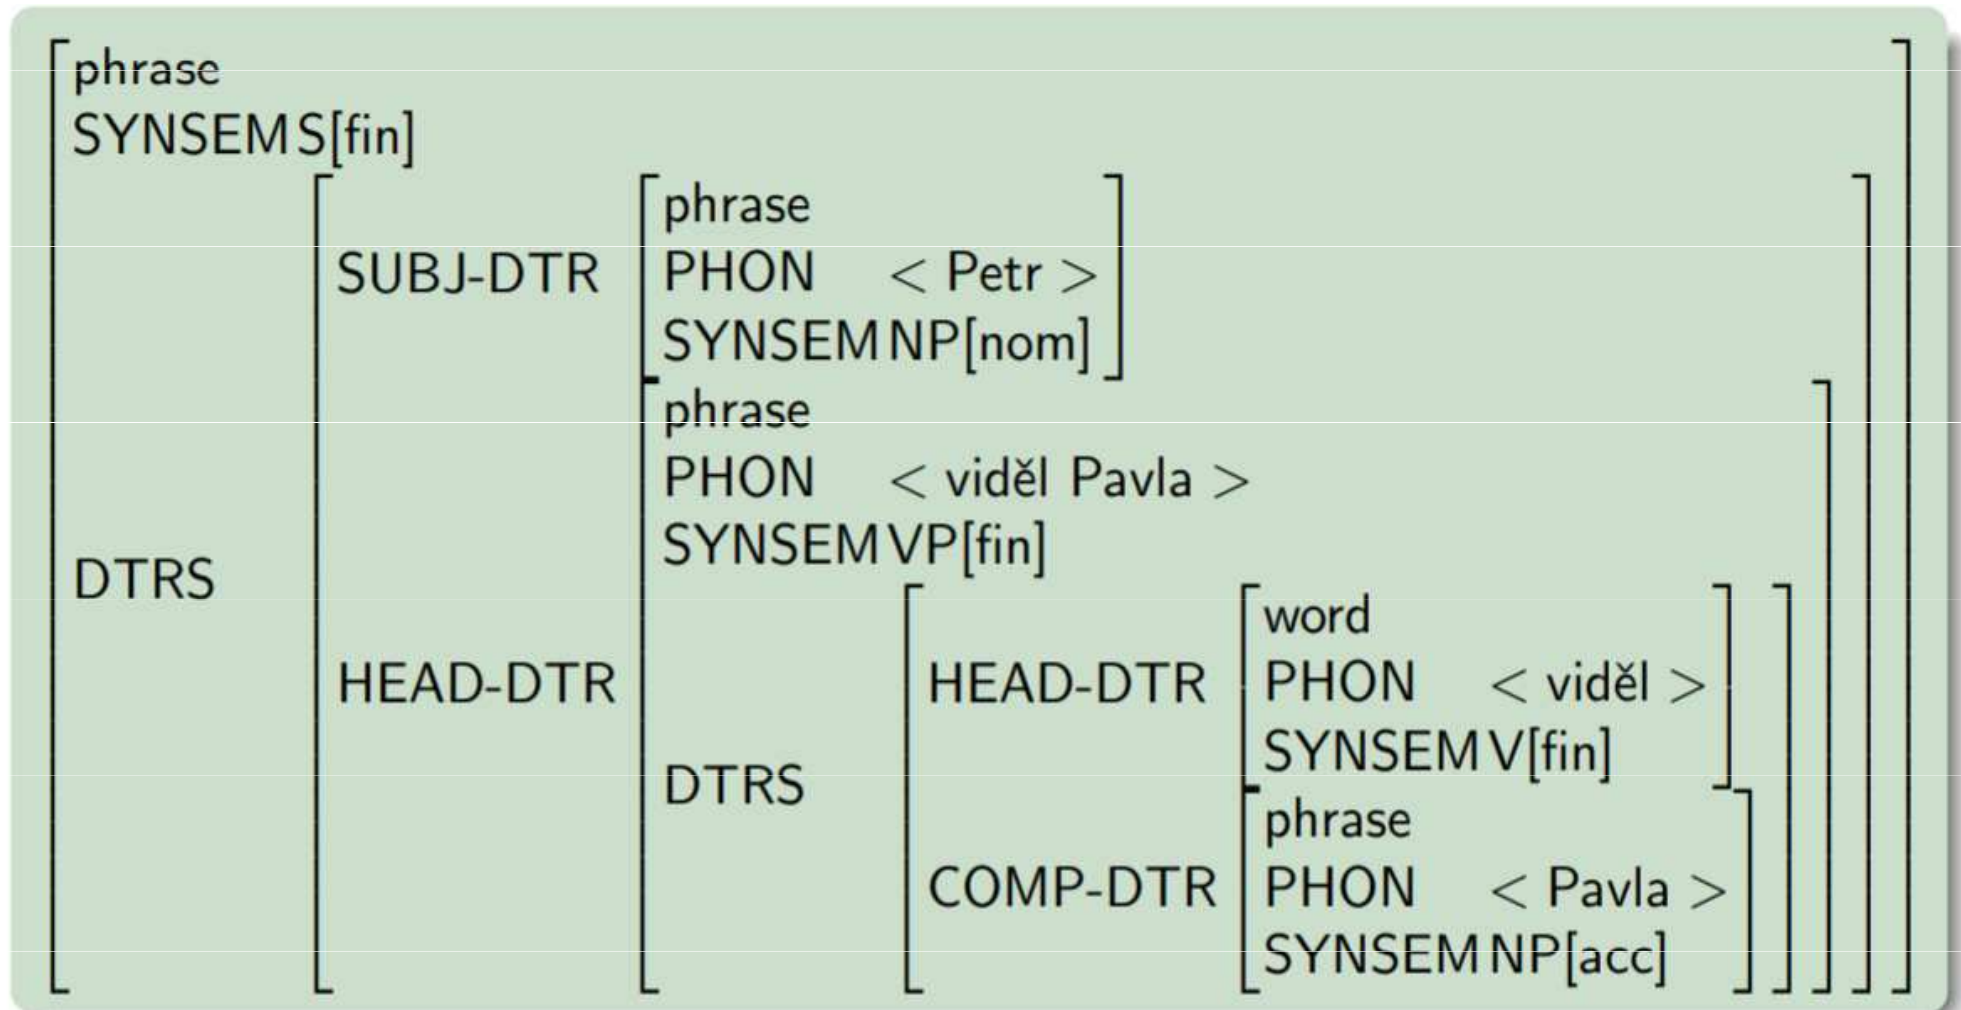 phrase
SYNSEM S[fin]
phrase
SUBJ-DTR PHON < Petr >
SYNSEM NP[nom]
phrase
PHON < viděl Pavla >
SYNSEM VP[fin]
DTRS
word
HEAD-DTR HEAD-DTR PHON < viděl >
SYNSEM V[fin]
DTRS
phrase
COMP-DTR PHON < Pavla >
SYNSEM NP[acc]